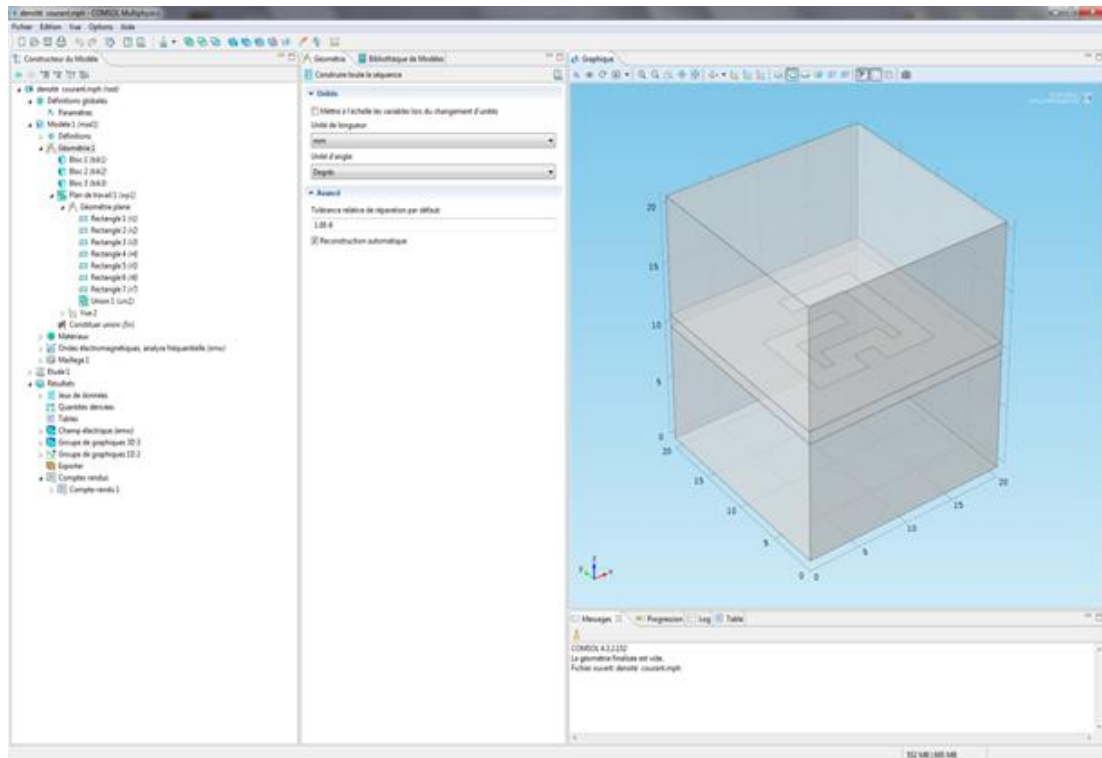 densité courant.mph - COMSOL Multiphysics
Fichier Edition Vue Options Aide
Constructeur du Modèle
densité courant.mph (root)
Définitions globales
Paramètres
Modèle 1 (mod1)
Définitions
Géométrie 1
Bloc 1 (blk1)
Bloc 2 (blk2)
Bloc 3 (blk3)
Plan de travail 1 (wp1)
Géométrie plane
Rectangle 1 (r1)
Rectangle 2 (r2)
Rectangle 3 (r3)
Rectangle 4 (r4)
Rectangle 5 (r5)
Rectangle 6 (r6)
Rectangle 7 (r7)
Union 1
Vue 2
Constituer union (fin)
Matériaux
Ondes électromagnétiques, analyse fréquentielle (emw)
Maillage 1
Etude 1
Résultats
Jeux de données
Quantités dérivées
Tables
Champ électrique (emw)
Groupe de graphiques 3D 3
Groupe de graphiques 1D 2
Exporter
Comptes rendus
Compte-rendu 1
Géométrie
Bibliothèque de Modèles
Construire toute la séquence
Unités
Mettre à l'échelle les variables lors du changement d'unités
Unité de longueur:
mm
Unité d'angle:
Degrés
Avancé
Tolérance relative de réparation par défaut:
1.0E-6
Reconstruction automatique
Graphique
20
15
10
5
0
20
15
10
5
0
0
5
10
15
20
z
y
x
Messages
Progression
Log
Table
COMSOL 4.3.2.152
La géométrie finalisée est vide.
Fichier ouvert: densité courant.mph